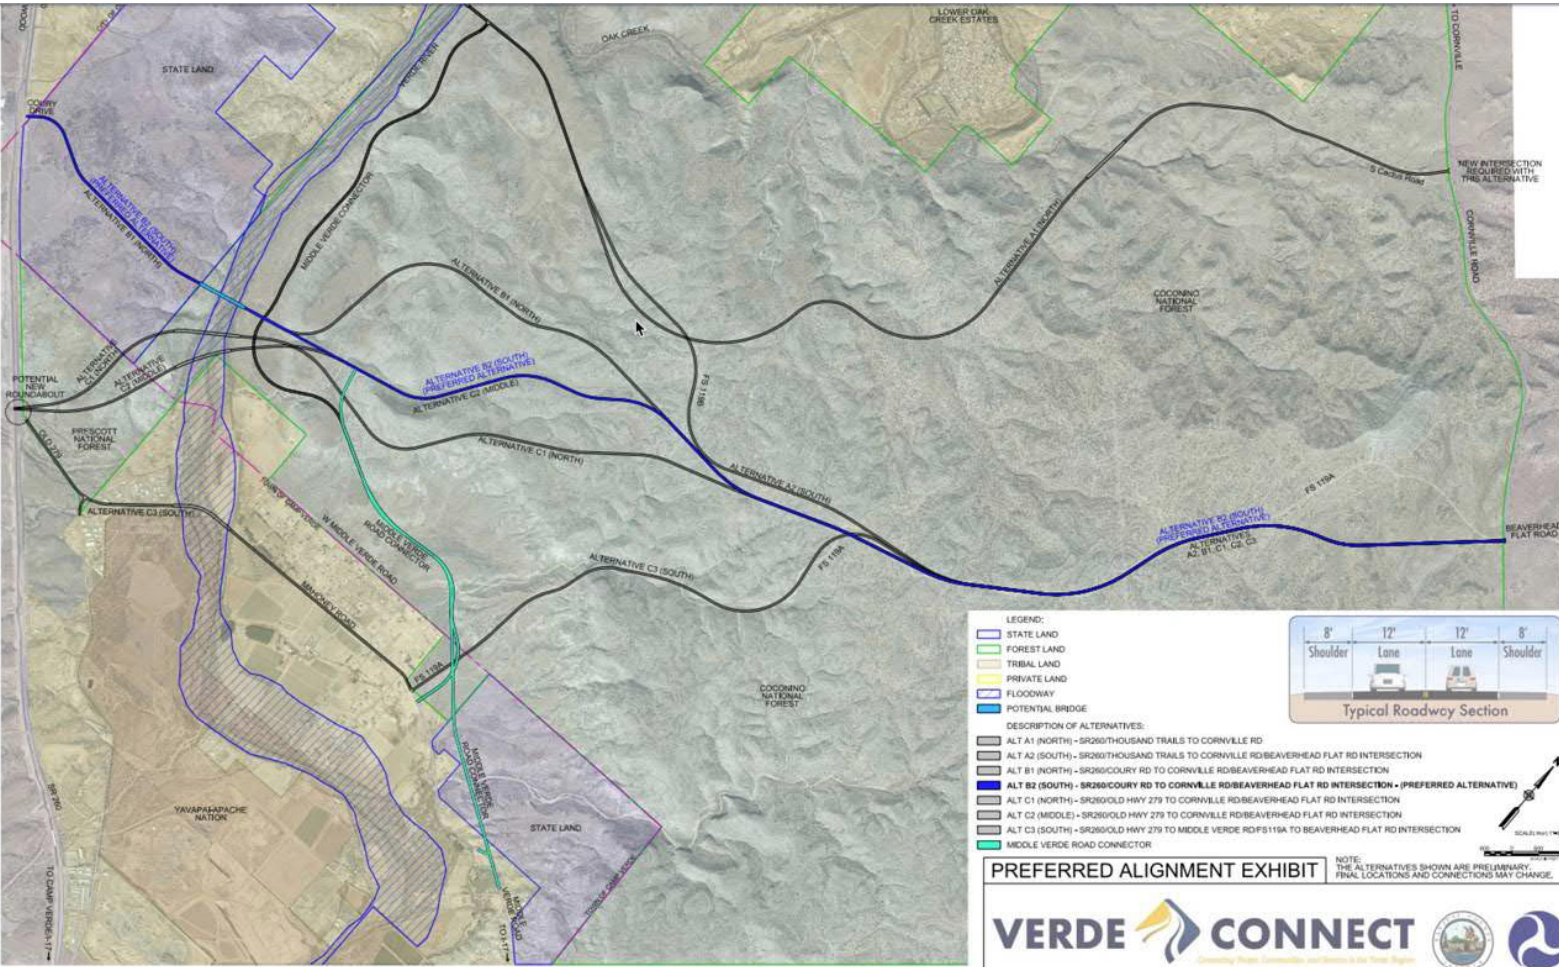 TO CORNVILLE
LOWER OAK
CREEK ESTATES
OAK CREEK
STATE LAND
VERDE RIVER
COURY
DRIVE
ALTERNATIVE B2 (SOUTH)
(PREFERRED ALTERNATIVE)
ALTERNATIVE B1 (NORTH)
MIDDLE VERDE CONNECTOR
S Cactus Road
NEW INTERSECTION
REQUIRED WITH
THIS ALTERNATIVE
CORNVILLE ROAD
ALTERNATIVE A1 (NORTH)
COCONINO
NATIONAL
FOREST
ALTERNATIVE B1 (NORTH)
ALTERNATIVE
C1 (NORTH)
ALTERNATIVE
C2 (MIDDLE)
POTENTIAL
NEW
ROUNDABOUT
ALTERNATIVE B2 (SOUTH)
(PREFERRED ALTERNATIVE)
ALTERNATIVE C2 (MIDDLE)
FS 119B
PRESCOTT
NATIONAL
FOREST
OLD 279
ALTERNATIVE C1 (NORTH)
ALTERNATIVE A2 (SOUTH)
FS 119A
ALTERNATIVE C3 (SOUTH)
W MIDDLE VERDE ROAD
MIDDLE VERDE
ROAD CONNECTOR
ALTERNATIVE B2 (SOUTH)
(PREFERRED ALTERNATIVE)
ALTERNATIVES
A2, B1, C1, C2, C3
BEAVERHEAD
FLAT ROAD
ALTERNATIVE C3 (SOUTH)
FS 119A
MAHONEY ROAD
FS 119A
COCONINO
NATIONAL
FOREST
MIDDLE VERDE
ROAD CONNECTOR
SR 260
YAVAPAI-APACHE
NATION
STATE LAND
TOWN OF CAMP VERDE
TO CAMP VERDE/I-17
MIDDLE
VERDE ROAD
TO I-17
LEGEND:
STATE LAND
FOREST LAND
TRIBAL LAND
PRIVATE LAND
FLOODWAY
POTENTIAL BRIDGE
8' 12' 12' 8'
Shoulder Lane Lane Shoulder
Typical Roadway Section
DESCRIPTION OF ALTERNATIVES:
ALT A1 (NORTH) - SR260/THOUSAND TRAILS TO CORNVILLE RD
ALT A2 (SOUTH) - SR260/THOUSAND TRAILS TO CORNVILLE RD/BEAVERHEAD FLAT RD INTERSECTION
ALT B1 (NORTH) - SR260/COURY RD TO CORNVILLE RD/BEAVERHEAD FLAT RD INTERSECTION
ALT B2 (SOUTH) - SR260/COURY RD TO CORNVILLE RD/BEAVERHEAD FLAT RD INTERSECTION - (PREFERRED ALTERNATIVE)
ALT C1 (NORTH) - SR260/OLD HWY 279 TO CORNVILLE RD/BEAVERHEAD FLAT RD INTERSECTION
ALT C2 (MIDDLE) - SR260/OLD HWY 279 TO CORNVILLE RD/BEAVERHEAD FLAT RD INTERSECTION
ALT C3 (SOUTH) - SR260/OLD HWY 279 TO MIDDLE VERDE RD/FS119A TO BEAVERHEAD FLAT RD INTERSECTION
MIDDLE VERDE ROAD CONNECTOR
PREFERRED ALIGNMENT EXHIBIT
NOTE:
THE ALTERNATIVES SHOWN ARE PRELIMINARY.
FINAL LOCATIONS AND CONNECTIONS MAY CHANGE.
VERDE CONNECT